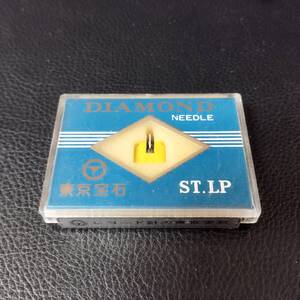 DIAMOND
NEEDLE
東京宝石
ST.LP